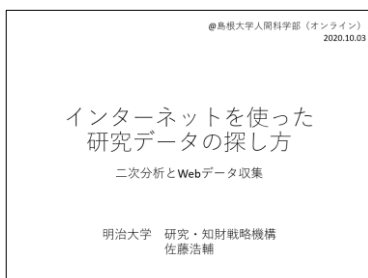 @島根大学人間科学部（オンライン）
2020.10.03
インターネットを使った
研究データの探し方
二次分析とWebデータ収集
明治大学　研究・知財戦略機構
佐藤浩輔